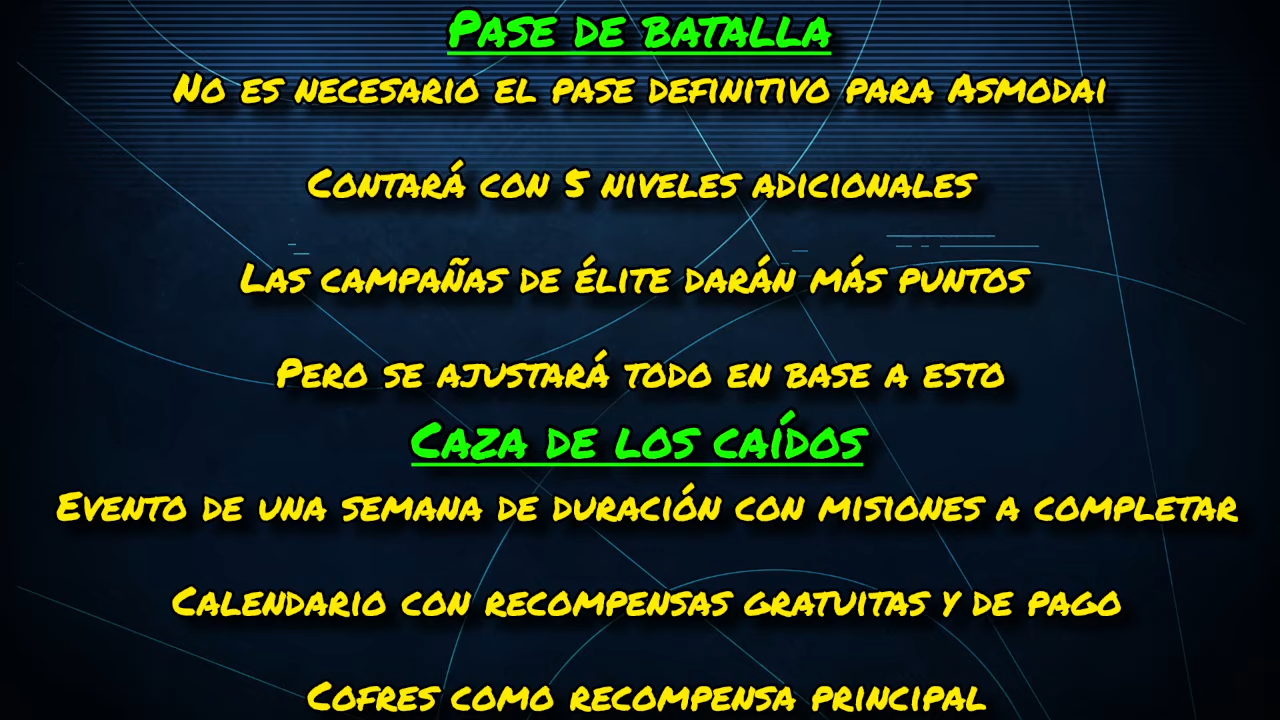 Pase de batalla
No es necesario el pase definitivo para Asmodai
Contará con 5 niveles adicionales
Las campañas de élite darán más puntos
Pero se ajustará todo en base a esto
Caza de los caídos
Evento de una semana de duración con misiones a completar
Calendario con recompensas gratuitas y de pago
Cofres como recompensa principal